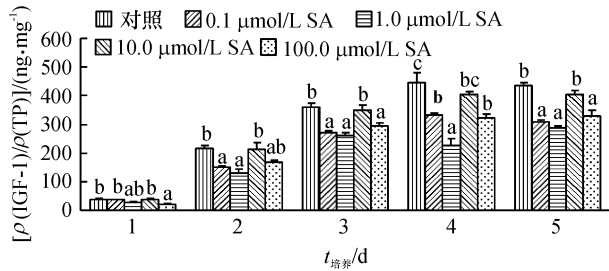 对照 0.1 μmol/L SA 1.0 μmol/L SA
10.0 μmol/L SA 100.0 μmol/L SA
[ρ(IGF-1)/ρ(TP)]/(ng·mg⁻¹)
600
500
400
300
200
100
0
b b ab b a
b a a b ab
b a a b a
c b a bc b
b a a b a
1 2 3 4 5
t培养/d